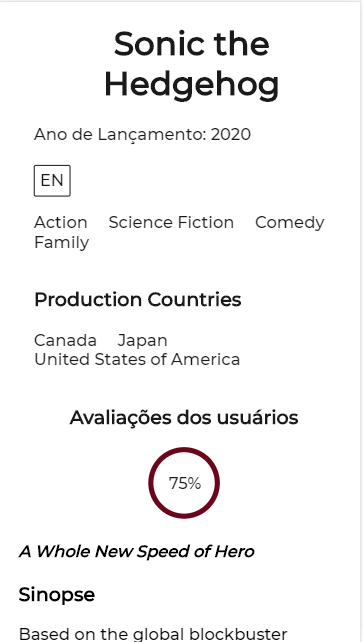 Sonic the
Hedgehog
Ano de Lançamento: 2020
EN
Action Science Fiction Comedy
Family
Production Countries
Canada Japan
United States of America
Avaliações dos usuários
75%
A Whole New Speed of Hero
Sinopse
Based on the global blockbuster